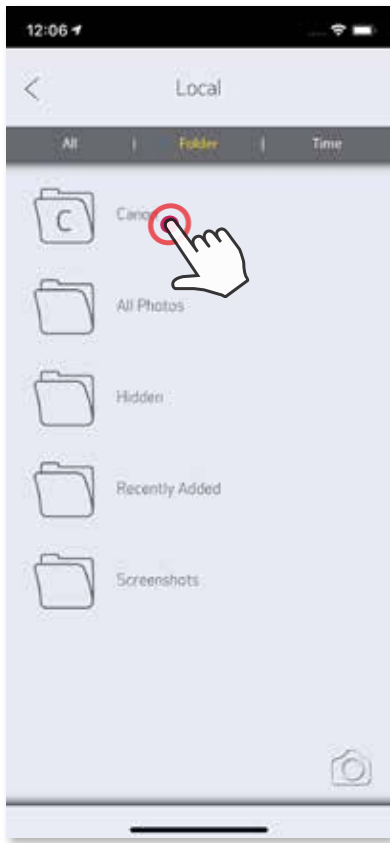 12:06
Local
All | Folder | Time
C
All Photos
Hidden
Recently Added
Screenshots